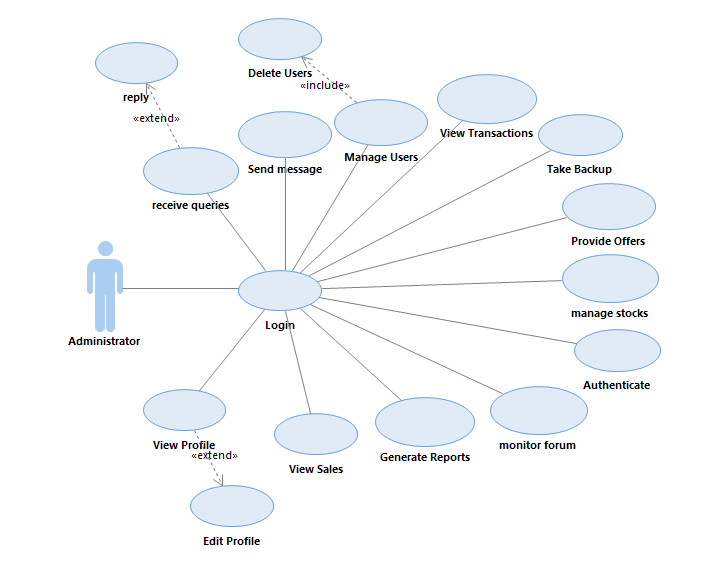 Delete Users
«include»
reply
«extend»
View Transactions
Send message
Manage Users
Take Backup
receive queries
Provide Offers
manage stocks
Login
Administrator
Authenticate
View Profile
«extend»
monitor forum
Generate Reports
View Sales
Edit Profile